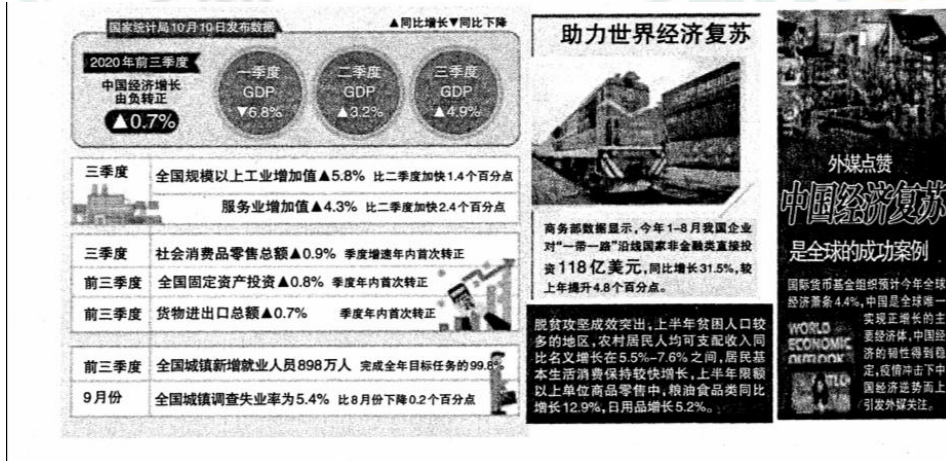 国家统计局10月10日发布数据
▲同比增长▼同比下降
2020年前三季度
中国经济增长
由负转正
▲0.7%
一季度
GDP
▼6.8%
二季度
GDP
▲3.2%
三季度
GDP
▲4.9%
三季度 全国规模以上工业增加值▲5.8% 比二季度加快1.4个百分点
服务业增加值▲4.3% 比二季度加快2.4个百分点
三季度 社会消费品零售总额▲0.9% 季度增速年内首次转正
前三季度 全国固定资产投资▲0.8% 季度年内首次转正
前三季度 货物进出口总额▲0.7% 季度年内首次转正
前三季度 全国城镇新增就业人员898万人 完成全年目标任务的99.8%
9月份 全国城镇调查失业率为5.4% 比8月份下降0.2个百分点
助力世界经济复苏
商务部数据显示,今年1-8月我国企业
对“一带一路”沿线国家非金融类直接投
资118亿美元,同比增长31.5%,较
上年提升4.8个百分点。
脱贫攻坚成效突出,上半年贫困人口较
多的地区,农村居民人均可支配收入同
比名义增长在5.5%-7.6%之间,居民基
本生活消费保持较快增长,上半年限额
以上单位商品零售中,粮油食品类同比
增长12.9%,日用品增长5.2%。
外媒点赞
中国经济复苏
是全球的成功案例
国际货币基金组织预计今年全球
经济萧条4.4%,中国是全球唯一
实现正增长的主
要经济体,中国经
济的韧性得到稳
定,疫情冲击下中
国经济逆势而上
引发外媒关注。
WORLD
ECONOMIC
OUTLOOK